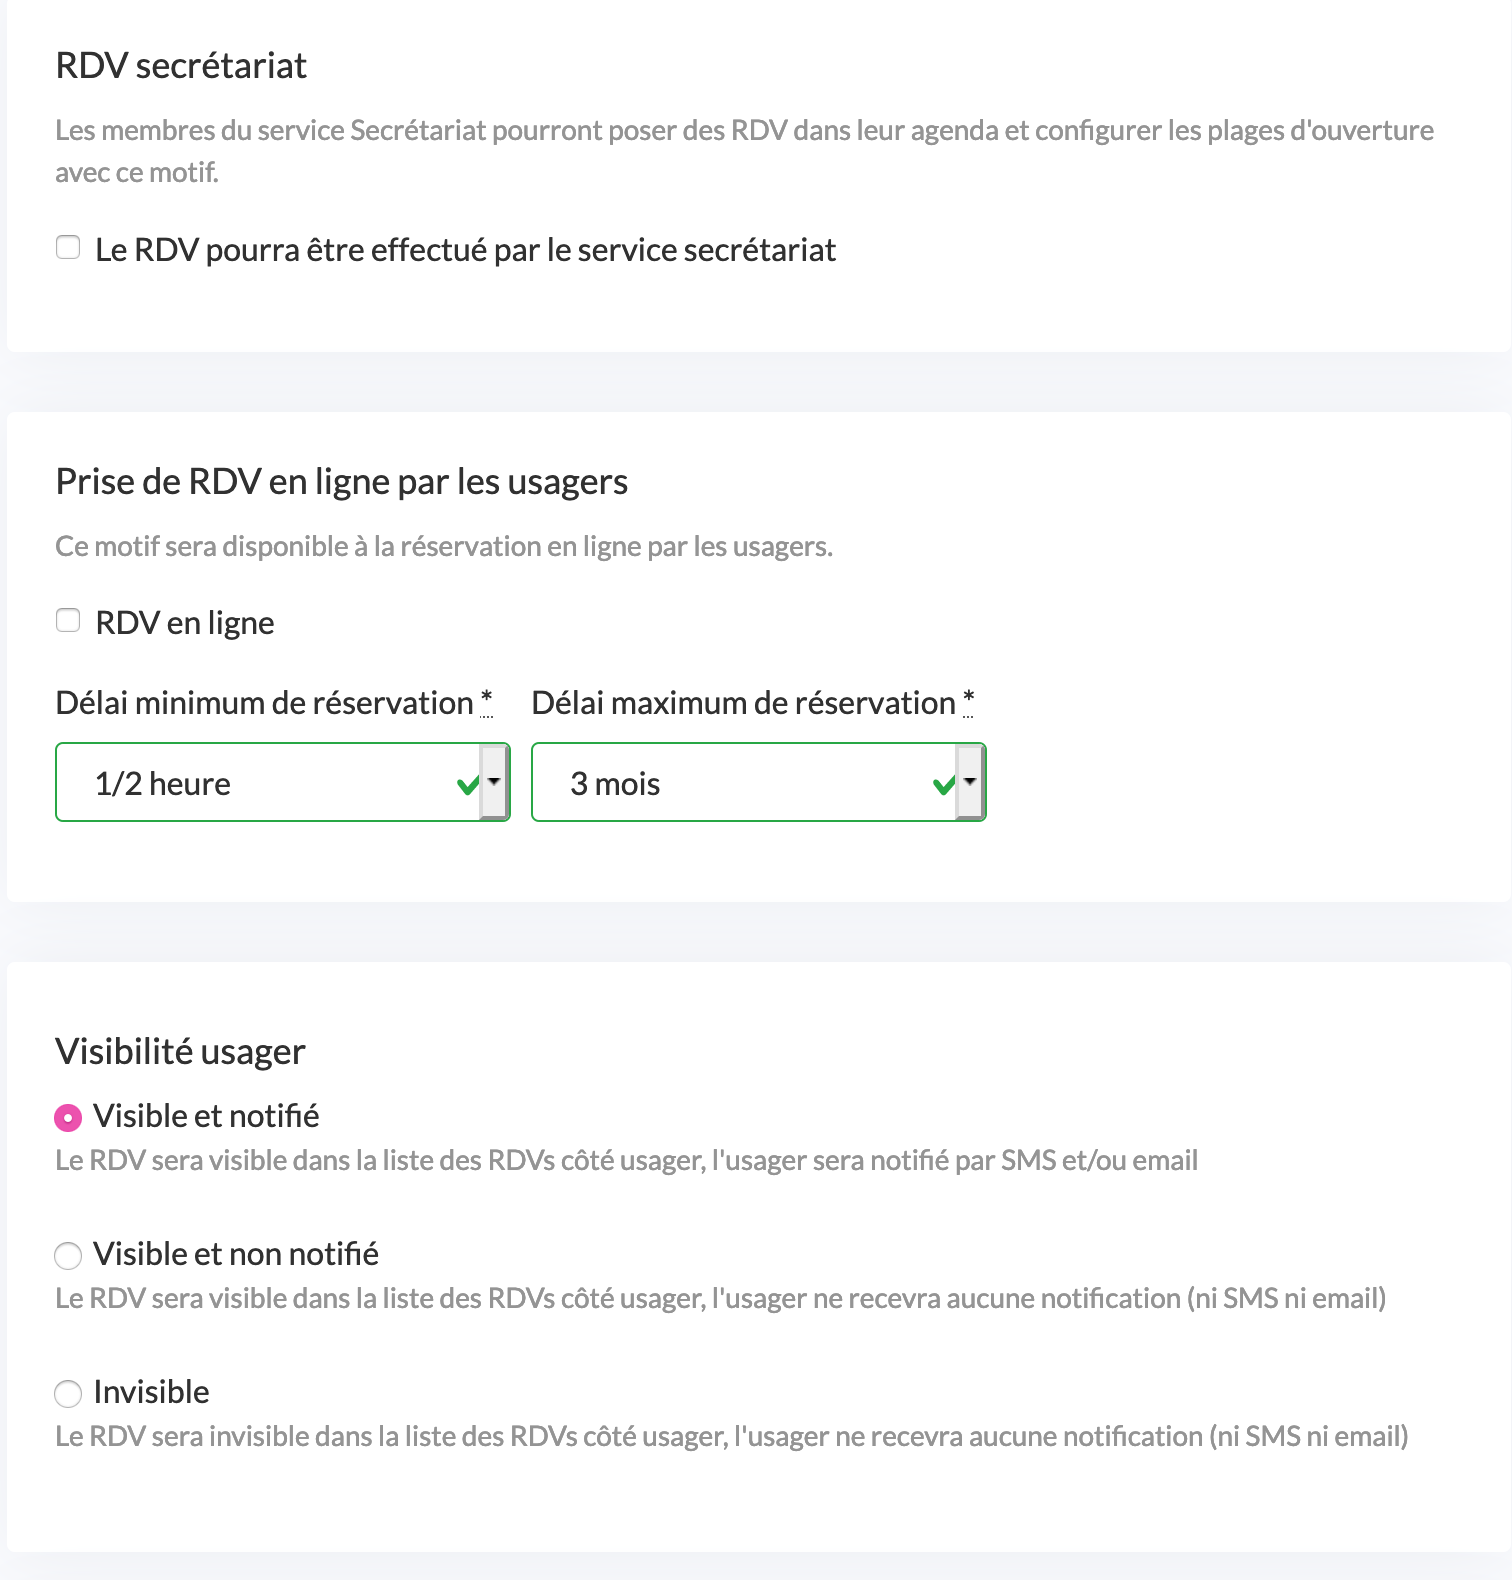 RDV secrétariat
Les membres du service Secrétariat pourront poser des RDV dans leur agenda et configurer les plages d'ouverture
avec ce motif.
Le RDV pourra être effectué par le service secrétariat
Prise de RDV en ligne par les usagers
Ce motif sera disponible à la réservation en ligne par les usagers.
RDV en ligne
Délai minimum de réservation * Délai maximum de réservation *
1/2 heure 3 mois
Visibilité usager
Visible et notifié
Le RDV sera visible dans la liste des RDVs côté usager, l'usager sera notifié par SMS et/ou email
Visible et non notifié
Le RDV sera visible dans la liste des RDVs côté usager, l'usager ne recevra aucune notification (ni SMS ni email)
Invisible
Le RDV sera invisible dans la liste des RDVs côté usager, l'usager ne recevra aucune notification (ni SMS ni email)